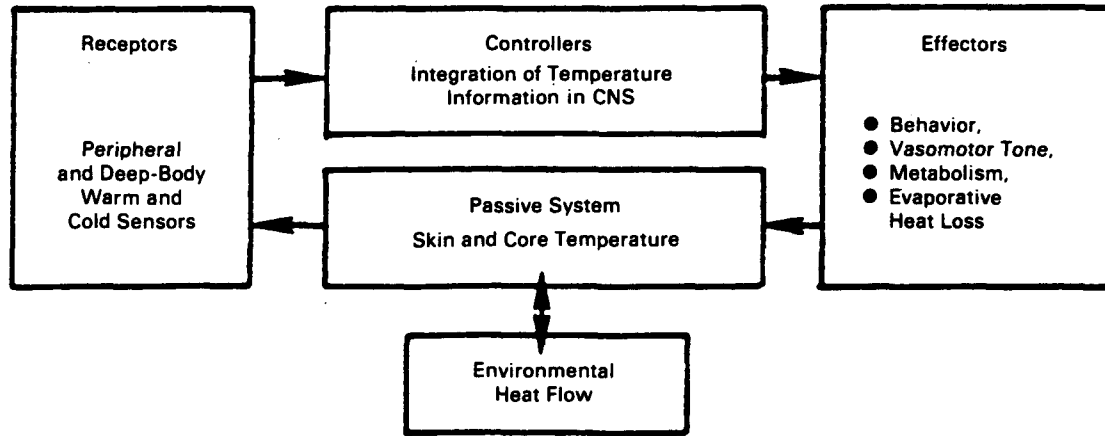 Receptors
Peripheral
and Deep-Body
Warm and
Cold Sensors
Controllers
Integration of Temperature
Information in CNS
Effectors
● Behavior,
● Vasomotor Tone,
● Metabolism,
● Evaporative
Heat Loss
Passive System
Skin and Core Temperature
Environmental
Heat Flow